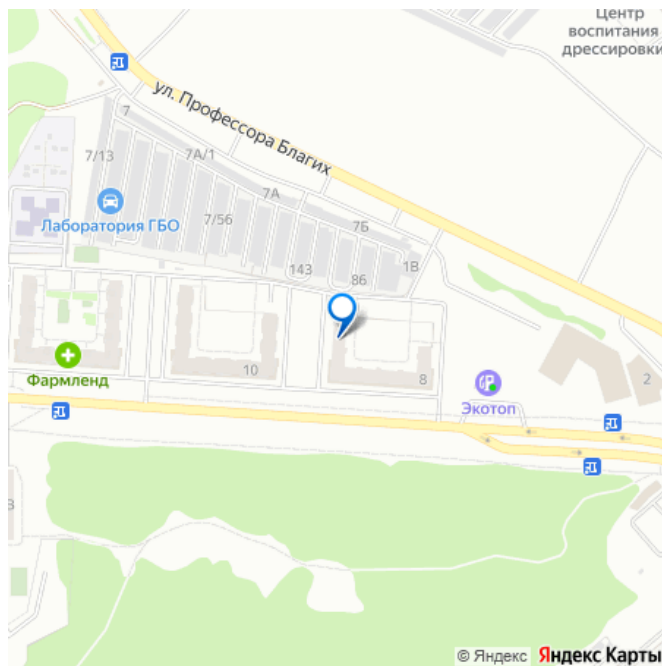 Центр
воспитания
дрессировки
ул. Профессора Благих
7
7/13
7А/1
7А
7/56
7Б
Лаборатория ГБО
143
86
1В
Фармленд
10
8
Экотоп
2
© Яндекс Яндекс Карты